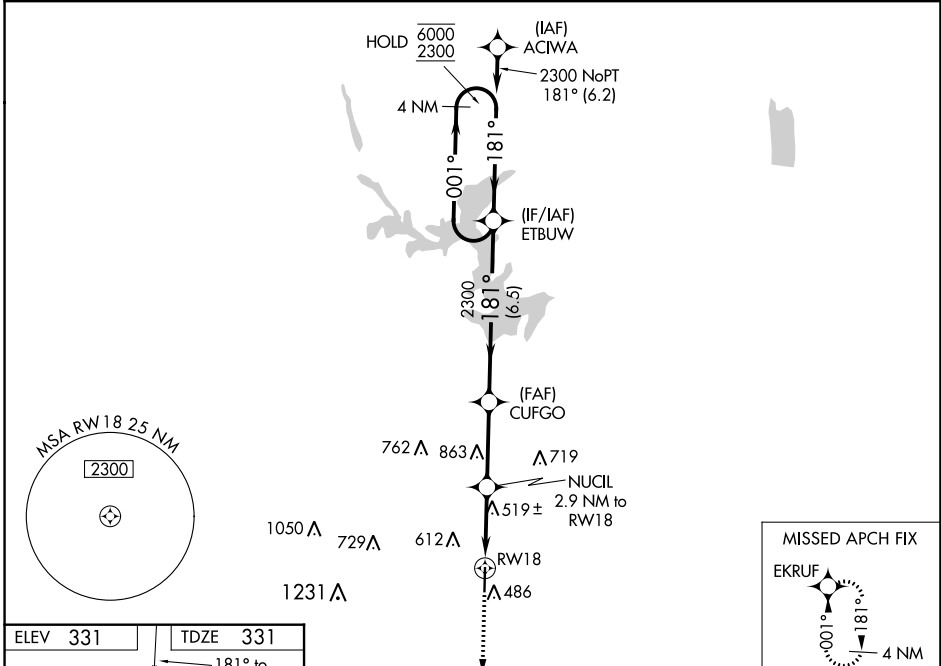 (IAF)
ACIWA
HOLD 6000
2300
2300 NoPT
181° (6.2)
4 NM
001°
181°
(IF/IAF)
ETBUW
2300
181°
(6.5)
(FAF)
CUFGO
MSA RW18 25 NM
2300
762
863
719
NUCIL
2.9 NM to
RW18
519±
1050
729
612
RW18
1231
486
MISSED APCH FIX
EKRUF
001°
181°
4 NM
ELEV 331
TDZE 331
181° to